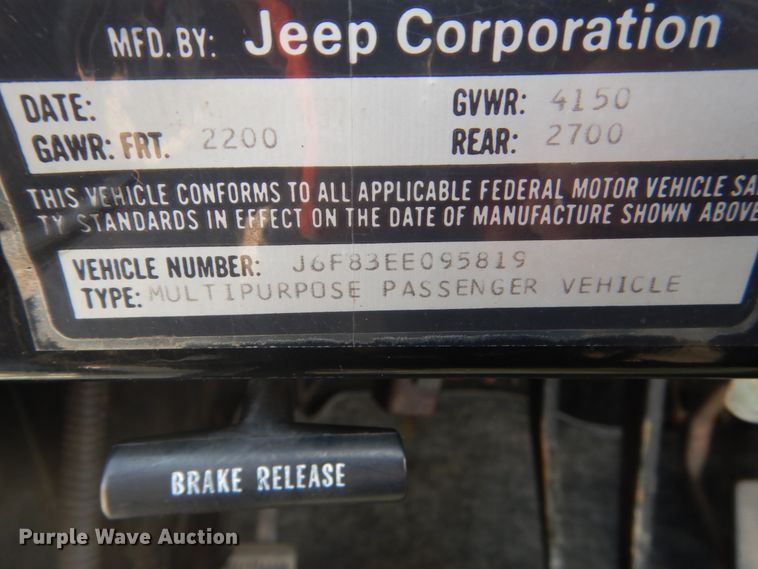 MFD. BY: Jeep Corporation
DATE: GVWR: 4150
GAWR: FRT. 2200 REAR: 2700
THIS VEHICLE CONFORMS TO ALL APPLICABLE FEDERAL MOTOR VEHICLE SA
TY STANDARDS IN EFFECT ON THE DATE OF MANUFACTURE SHOWN ABOVE
VEHICLE NUMBER: J6F83EE095819
TYPE: MULTIPURPOSE PASSENGER VEHICLE
BRAKE RELEASE
Purple Wave Auction